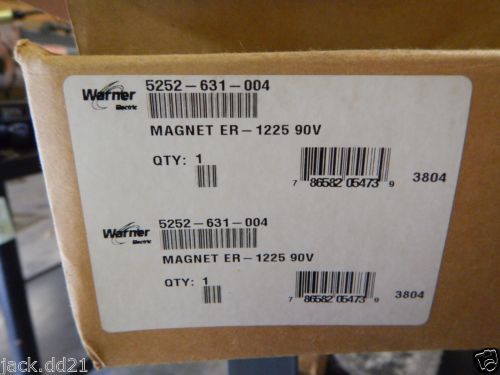 Warner
Electric
5252-631-004
MAGNET ER-1225 90V
QTY: 1
7 86582 05473 9
3804
Warner
Electric
5252-631-004
MAGNET ER-1225 90V
QTY: 1
7 86582 05473 9
3804
jack.dd21